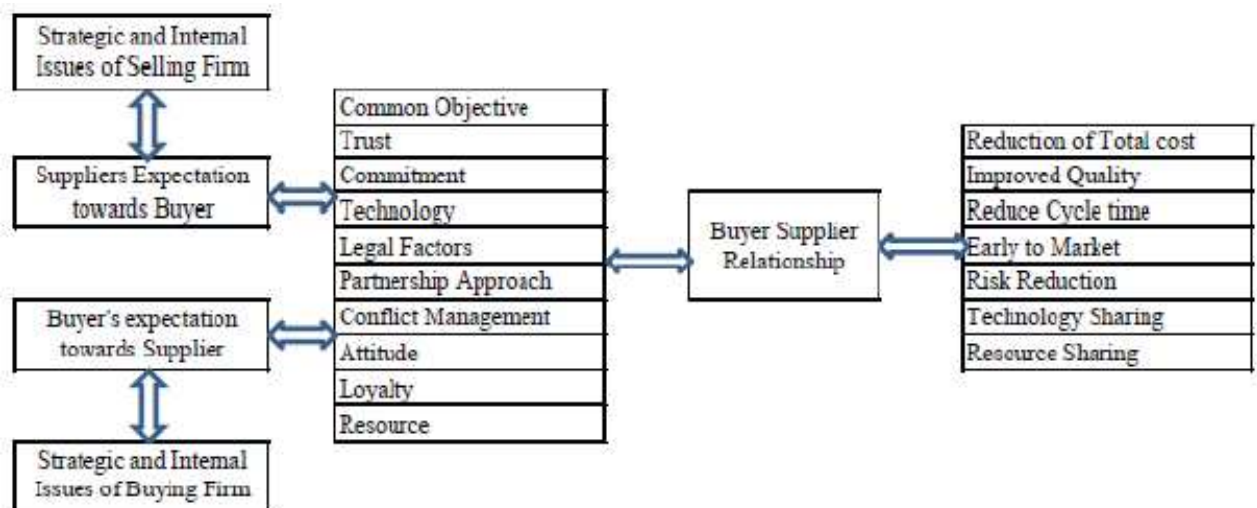 Strategic and Internal
Issues of Selling Firm
Suppliers Expectation
towards Buyer
Buyer's expectation
towards Supplier
Strategic and Internal
Issues of Buying Firm
Common Objective
Trust
Commitment
Technology
Legal Factors
Partnership Approach
Conflict Management
Attitude
Loyalty
Resource
Buyer Supplier
Relationship
Reduction of Total cost
Improved Quality
Reduce Cycle time
Early to Market
Risk Reduction
Technology Sharing
Resource Sharing